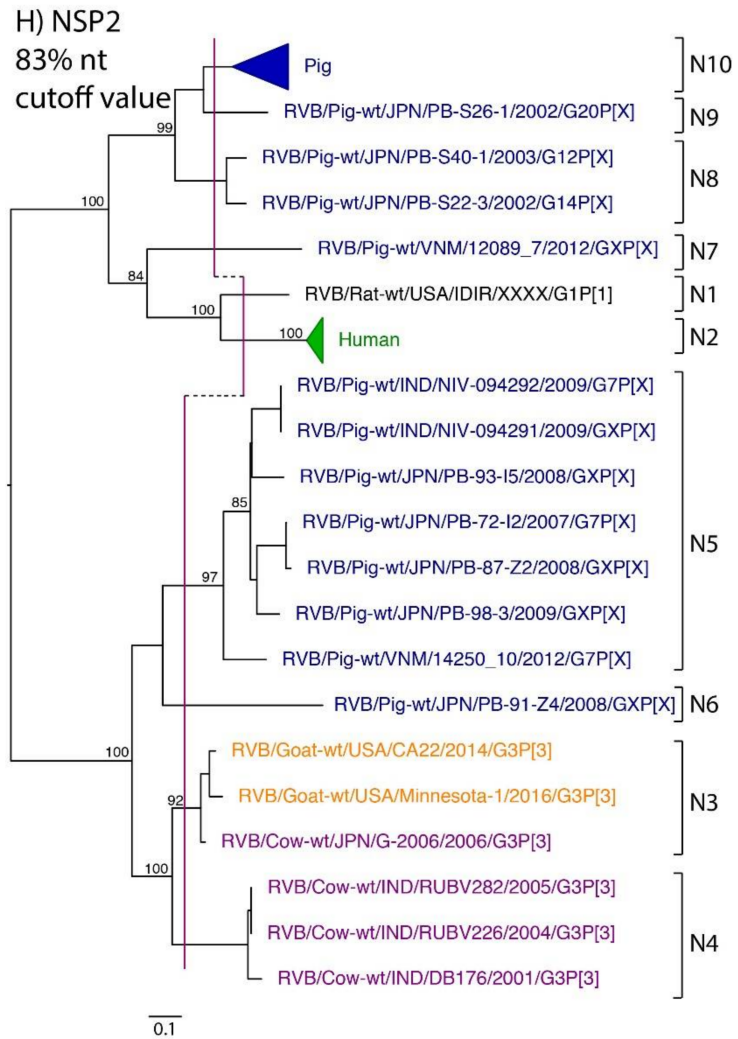 H) NSP2
83% nt
cutoff value
Pig
N10
RVB/Pig-wt/JPN/PB-S26-1/2002/G20P[X]
N9
99
RVB/Pig-wt/JPN/PB-S40-1/2003/G12P[X]
N8
RVB/Pig-wt/JPN/PB-S22-3/2002/G14P[X]
100
RVB/Pig-wt/VNM/12089_7/2012/GXP[X]
N7
84
RVB/Rat-wt/USA/IDIR/XXXX/G1P[1]
N1
100
100
Human
N2
RVB/Pig-wt/IND/NIV-094292/2009/G7P[X]
RVB/Pig-wt/IND/NIV-094291/2009/GXP[X]
RVB/Pig-wt/JPN/PB-93-I5/2008/GXP[X]
85
RVB/Pig-wt/JPN/PB-72-I2/2007/G7P[X]
N5
RVB/Pig-wt/JPN/PB-87-Z2/2008/GXP[X]
97
RVB/Pig-wt/JPN/PB-98-3/2009/GXP[X]
RVB/Pig-wt/VNM/14250_10/2012/G7P[X]
RVB/Pig-wt/JPN/PB-91-Z4/2008/GXP[X]
N6
100
RVB/Goat-wt/USA/CA22/2014/G3P[3]
92
RVB/Goat-wt/USA/Minnesota-1/2016/G3P[3]
N3
RVB/Cow-wt/JPN/G-2006/2006/G3P[3]
100
RVB/Cow-wt/IND/RUBV282/2005/G3P[3]
RVB/Cow-wt/IND/RUBV226/2004/G3P[3]
N4
RVB/Cow-wt/IND/DB176/2001/G3P[3]
0.1